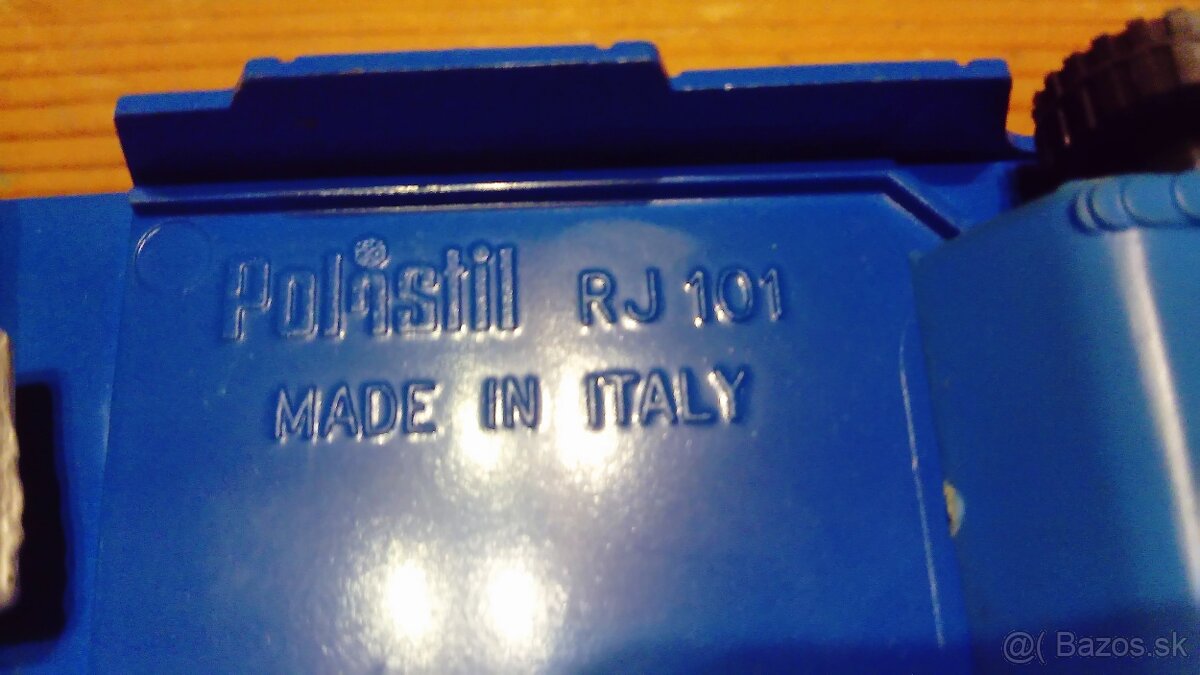 Polistil RJ 101
MADE IN ITALY
@( Bazos.sk